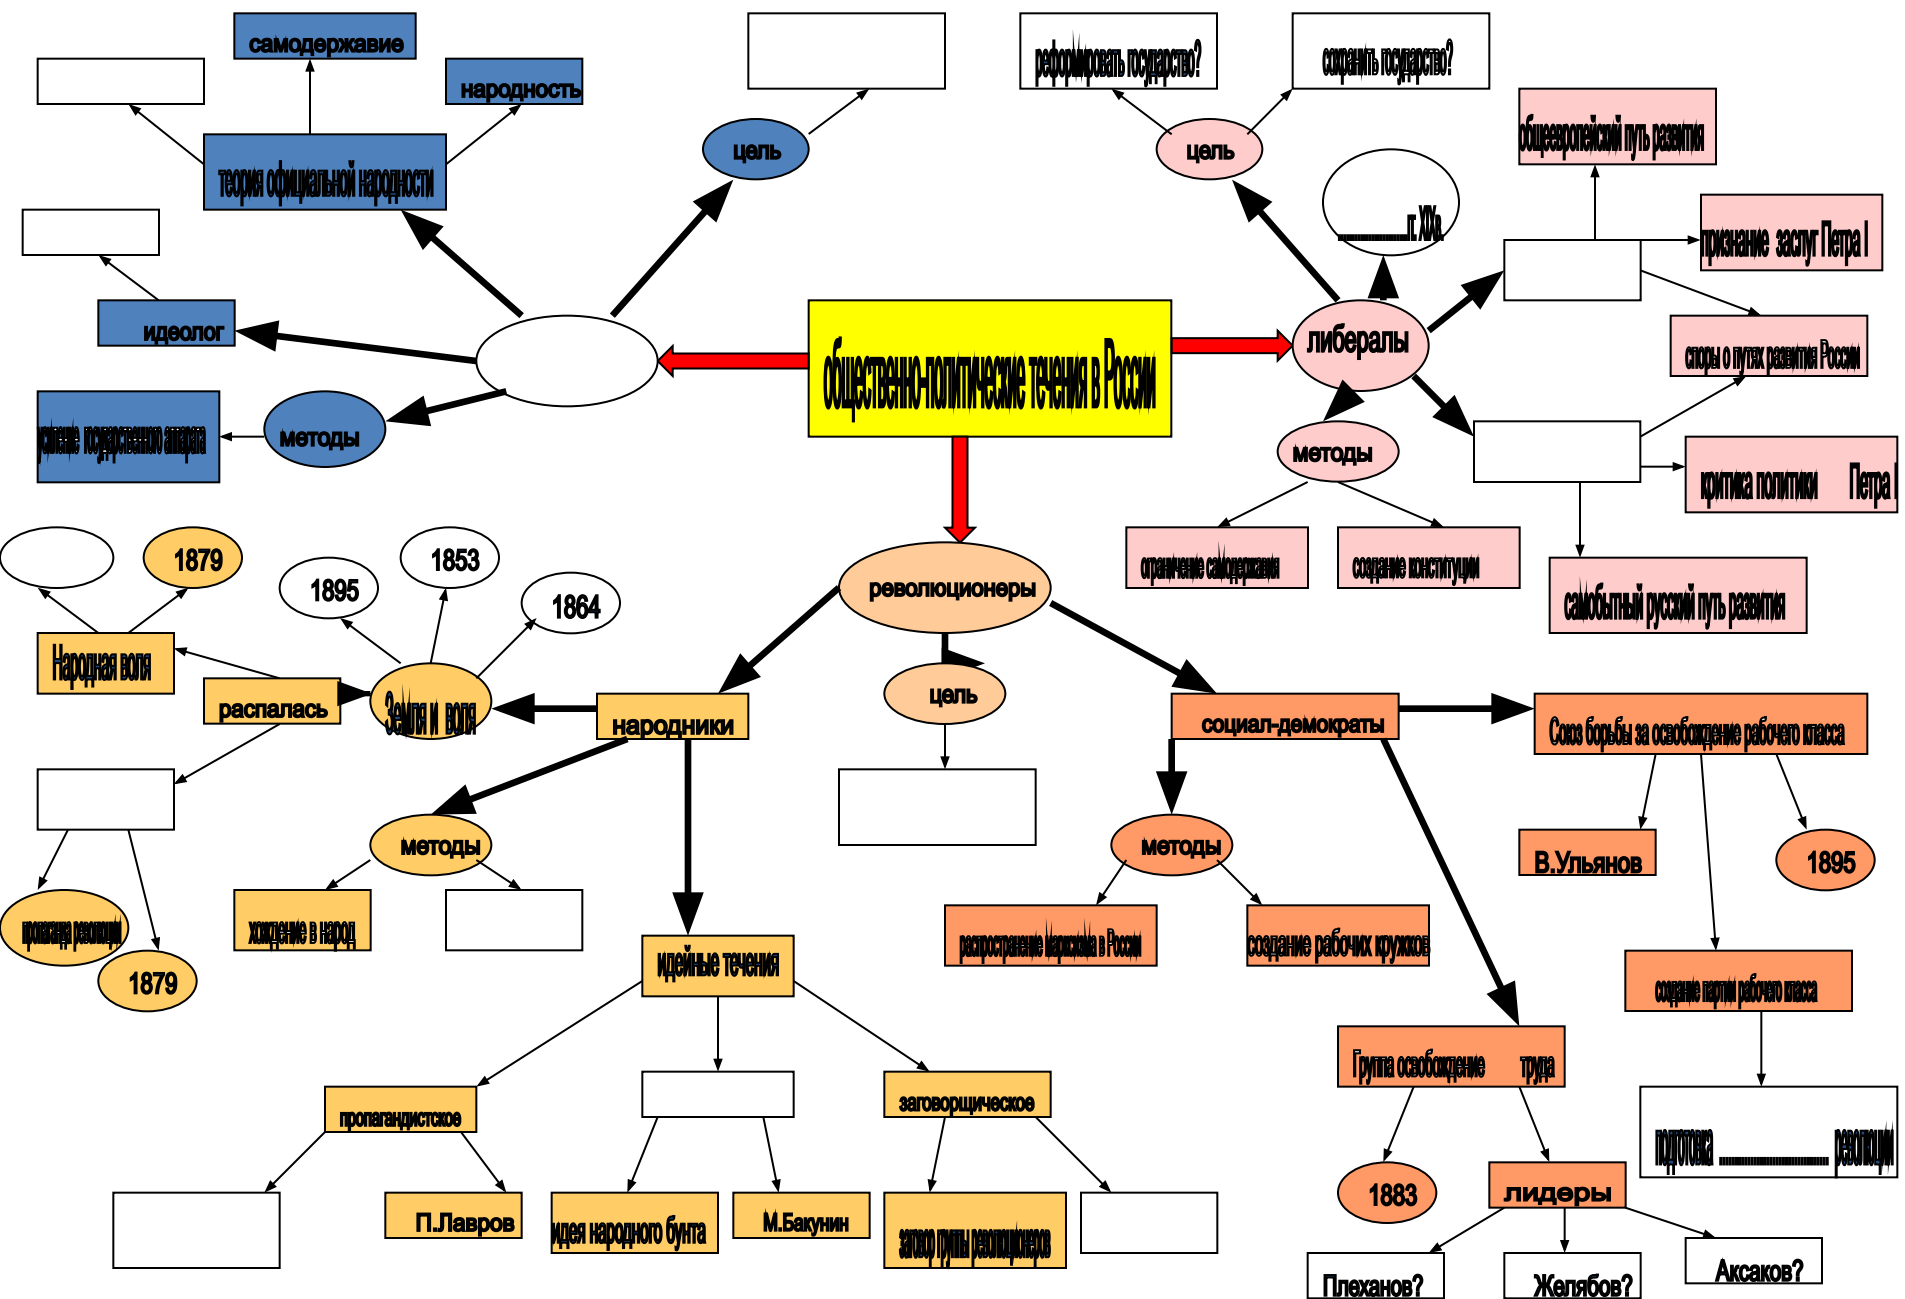 самодержавие
реформировать государство?
сохранить государство?
народность
общеевропейский путь развития
цель
цель
теория официальной народности
..........................гг. XIXв.
признание заслуг Петра I
идеолог
либералы
общественно-политические течения в России
споры о путях развития России
усиление государственного аппарата
методы
методы
критика политики Петра I
1879
1853
1895
1864
революционеры
ограничение самодержавия
создание конституции
самобытный русский путь развития
Народная воля
распалась
Земля и воля
народники
цель
социал-демократы
Союз борьбы за освобождение рабочего класса
методы
методы
В.Ульянов
1895
пропаганда революции
хождение в народ
распространение марксизма в России
создание рабочих кружков
1879
идейные течения
создание партии рабочего класса
Группа освобождение труда
пропагандистское
заговорщическое
подготовка .................................... революции
П.Лавров
идея народного бунта
М.Бакунин
заговор группы революционеров
1883
лидеры
Плеханов?
Желябов?
Аксаков?